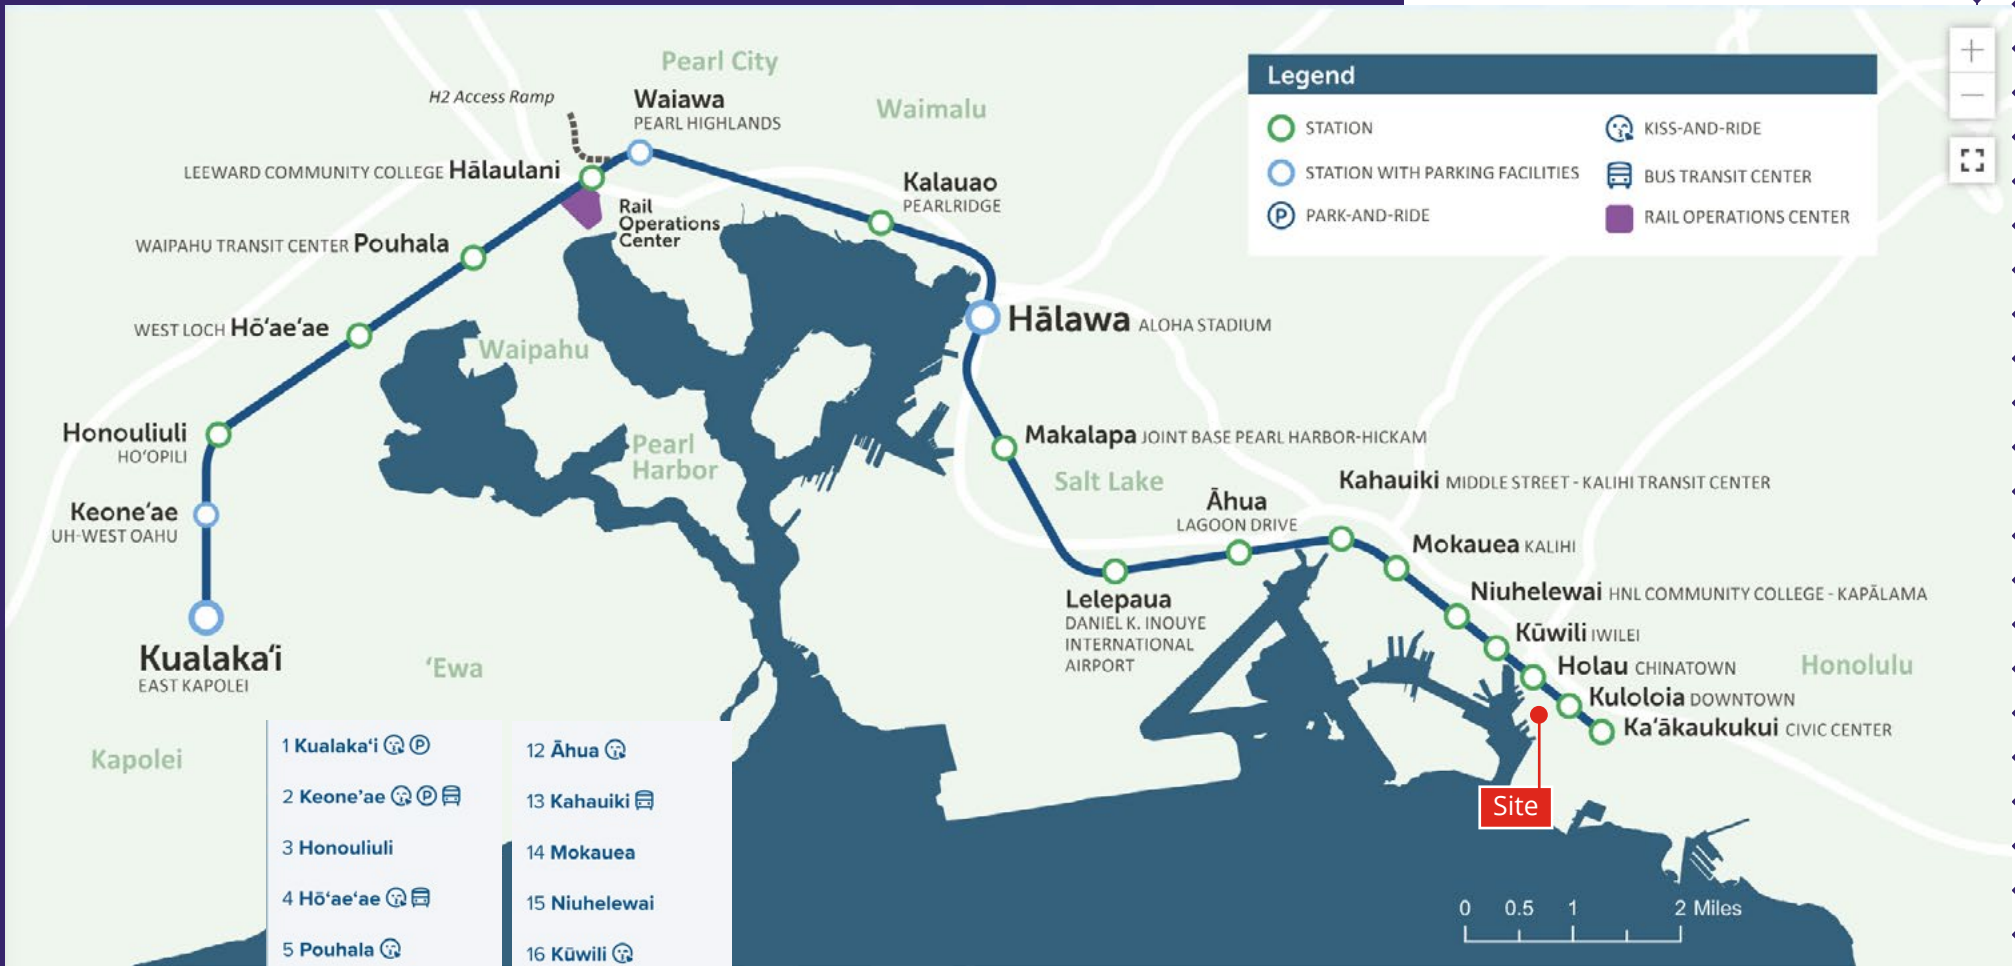 Pearl City
H2 Access Ramp
Waiawa
PEARL HIGHLANDS
Waimalu
LEEWARD COMMUNITY COLLEGE Hālaulani
Kalauao
PEARLRIDGE
Rail
Operations
Center
WAIPAHU TRANSIT CENTER Pouhala
WEST LOCH Hō‘ae‘ae
Waipahu
Hālawa ALOHA STADIUM
Honouliuli
HO‘OPILI
Pearl
Harbor
Makalapa JOINT BASE PEARL HARBOR-HICKAM
Salt Lake
Keone‘ae
UH-WEST OAHU
Āhua
LAGOON DRIVE
Kahauiki MIDDLE STREET - KALIHI TRANSIT CENTER
Mokauea KALIHI
Lelepaua
DANIEL K. INOUYE
INTERNATIONAL
AIRPORT
Niuhelewai HNL COMMUNITY COLLEGE - KAPĀLAMA
Kūwili IWILEI
Holau CHINATOWN
Honolulu
Kuloloia DOWNTOWN
Ka‘ākaukukui CIVIC CENTER
Kualaka‘i
EAST KAPOLEI
‘Ewa
Kapolei
Site
Legend
STATION
STATION WITH PARKING FACILITIES
P PARK-AND-RIDE
KISS-AND-RIDE
BUS TRANSIT CENTER
RAIL OPERATIONS CENTER
1 Kualaka‘i P
2 Keone’ae P
3 Honouliuli
4 Hō‘ae‘ae
5 Pouhala
12 Āhua
13 Kahauiki
14 Mokauea
15 Niuhelewai
16 Kūwili
0 0.5 1 2 Miles